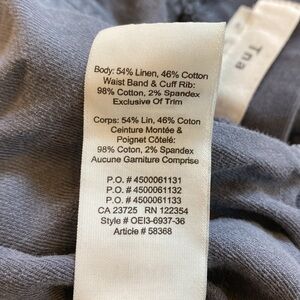 Body: 54% Linen, 46% Cotton
Waist Band & Cuff Rib:
98% Cotton, 2% Spandex
Exclusive Of Trim
Corps: 54% Lin, 46% Coton
Ceinture Montée &
Poignet Côtelé:
98% Coton, 2% Spandex
Aucune Garniture Comprise
P.O. # 4500061131
P.O. # 4500061132
P.O. # 4500061133
CA 23725 RN 122354
Style # OEI3-6937-36
Article # 58368
Tna